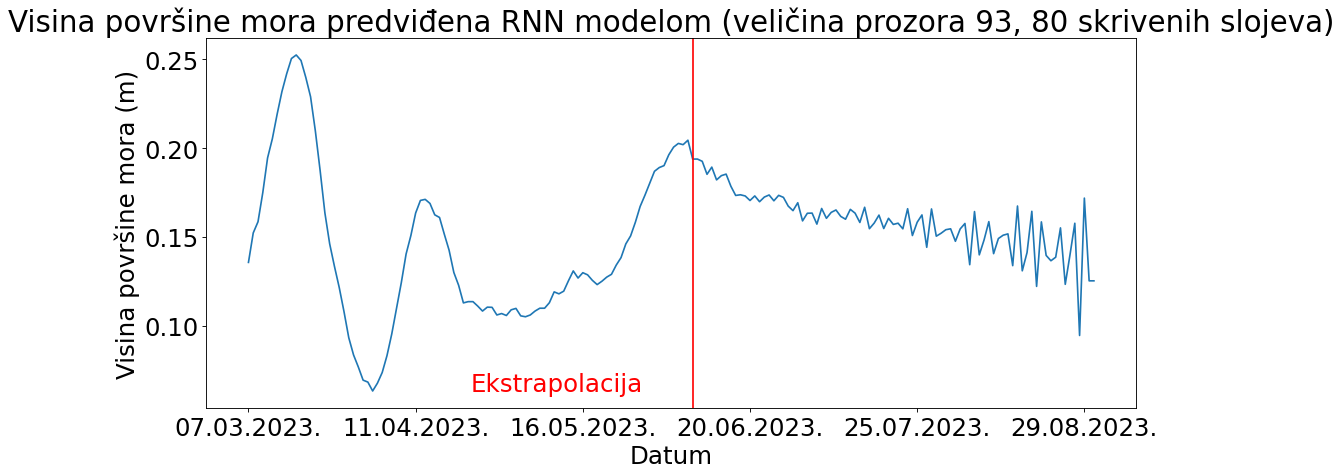 Visina površine mora predviđena RNN modelom (veličina prozora 93, 80 skrivenih slojeva)
Visina površine mora (m)
0.25
0.20
0.15
0.10
Ekstrapolacija
07.03.2023. 11.04.2023. 16.05.2023. 20.06.2023. 25.07.2023. 29.08.2023.
Datum